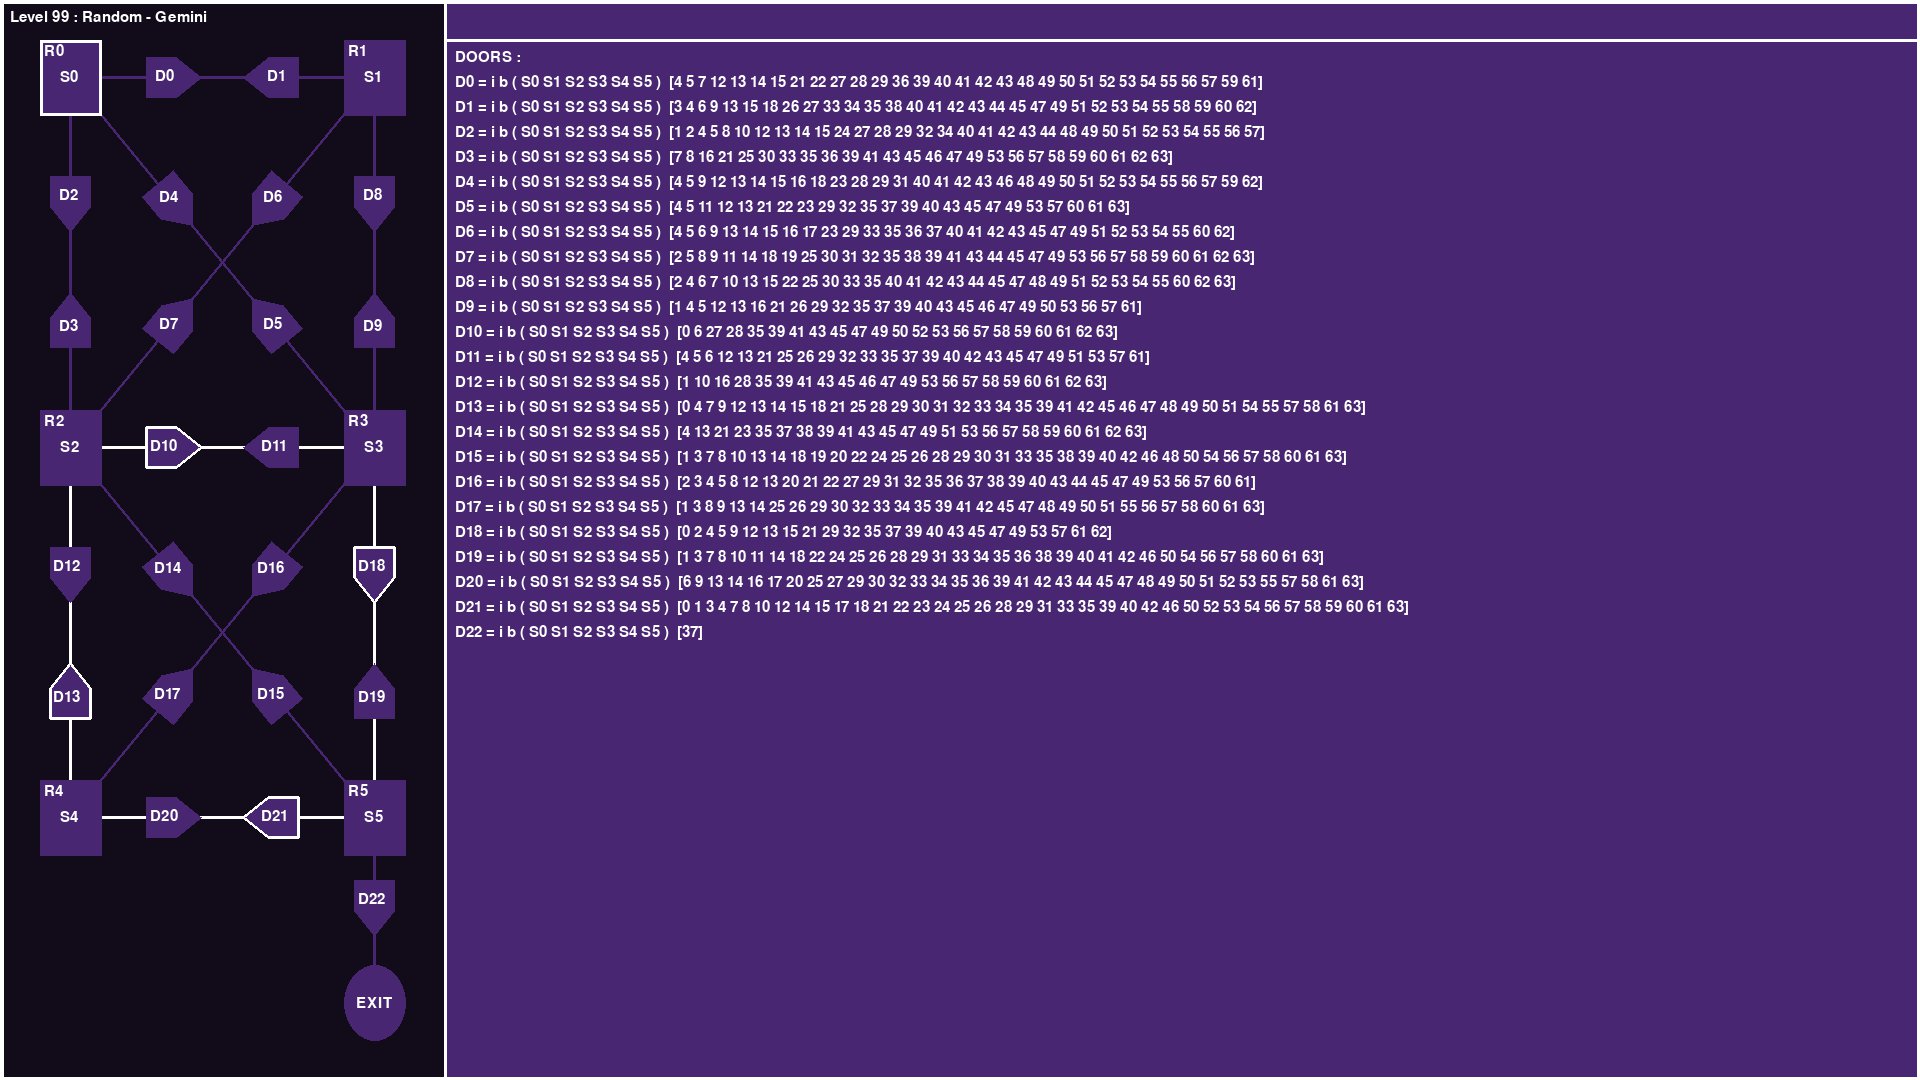 Level 99 : Random - Gemini
R0
S0
D0
D1
R1
S1
D2
D4
D6
D8
D3
D7
D5
D9
R2
S2
D10
D11
R3
S3
D12
D14
D16
D18
D13
D17
D15
D19
R4
S4
D20
D21
R5
S5
D22
EXIT
DOORS :
D0 = i b ( S0 S1 S2 S3 S4 S5 ) [4 5 7 12 13 14 15 21 22 27 28 29 36 39 40 41 42 43 48 49 50 51 52 53 54 55 56 57 59 61]
D1 = i b ( S0 S1 S2 S3 S4 S5 ) [3 4 6 9 13 15 18 26 27 33 34 35 38 40 41 42 43 44 45 47 49 51 52 53 54 55 58 59 60 62]
D2 = i b ( S0 S1 S2 S3 S4 S5 ) [1 2 4 5 8 10 12 13 14 15 24 27 28 29 32 34 40 41 42 43 44 48 49 50 51 52 53 54 55 56 57]
D3 = i b ( S0 S1 S2 S3 S4 S5 ) [7 8 16 21 25 30 33 35 36 39 41 43 45 46 47 49 53 56 57 58 59 60 61 62 63]
D4 = i b ( S0 S1 S2 S3 S4 S5 ) [4 5 9 12 13 14 15 16 18 23 28 29 31 40 41 42 43 46 48 49 50 51 52 53 54 55 56 57 59 62]
D5 = i b ( S0 S1 S2 S3 S4 S5 ) [4 5 11 12 13 21 22 23 29 32 35 37 39 40 43 45 47 49 53 57 60 61 63]
D6 = i b ( S0 S1 S2 S3 S4 S5 ) [4 5 6 9 13 14 15 16 17 23 29 33 35 36 37 40 41 42 43 45 47 49 51 52 53 54 55 60 62]
D7 = i b ( S0 S1 S2 S3 S4 S5 ) [2 5 8 9 11 14 18 19 25 30 31 32 35 38 39 41 43 44 45 47 49 53 56 57 58 59 60 61 62 63]
D8 = i b ( S0 S1 S2 S3 S4 S5 ) [2 4 6 7 10 13 15 22 25 30 33 35 40 41 42 43 44 45 47 48 49 51 52 53 54 55 60 62 63]
D9 = i b ( S0 S1 S2 S3 S4 S5 ) [1 4 5 12 13 16 21 26 29 32 35 37 39 40 43 45 46 47 49 50 53 56 57 61]
D10 = i b ( S0 S1 S2 S3 S4 S5 ) [0 6 27 28 35 39 41 43 45 47 49 50 52 53 56 57 58 59 60 61 62 63]
D11 = i b ( S0 S1 S2 S3 S4 S5 ) [4 5 6 12 13 21 25 26 29 32 33 35 37 39 40 42 43 45 47 49 51 53 57 61]
D12 = i b ( S0 S1 S2 S3 S4 S5 ) [1 10 16 28 35 39 41 43 45 46 47 49 53 56 57 58 59 60 61 62 63]
D13 = i b ( S0 S1 S2 S3 S4 S5 ) [0 4 7 9 12 13 14 15 18 21 25 28 29 30 31 32 33 34 35 39 41 42 45 46 47 48 49 50 51 54 55 57 58 61 63]
D14 = i b ( S0 S1 S2 S3 S4 S5 ) [4 13 21 23 35 37 38 39 41 43 45 47 49 51 53 56 57 58 59 60 61 62 63]
D15 = i b ( S0 S1 S2 S3 S4 S5 ) [1 3 7 8 10 13 14 18 19 20 22 24 25 26 28 29 30 31 33 35 38 39 40 42 46 48 50 54 56 57 58 60 61 63]
D16 = i b ( S0 S1 S2 S3 S4 S5 ) [2 3 4 5 8 12 13 20 21 22 27 29 31 32 35 36 37 38 39 40 43 44 45 47 49 53 56 57 60 61]
D17 = i b ( S0 S1 S2 S3 S4 S5 ) [1 3 8 9 13 14 25 26 29 30 32 33 34 35 39 41 42 45 47 48 49 50 51 55 56 57 58 60 61 63]
D18 = i b ( S0 S1 S2 S3 S4 S5 ) [0 2 4 5 9 12 13 15 21 29 32 35 37 39 40 43 45 47 49 53 57 61 62]
D19 = i b ( S0 S1 S2 S3 S4 S5 ) [1 3 7 8 10 11 14 18 22 24 25 26 28 29 31 33 34 35 36 38 39 40 41 42 46 50 54 56 57 58 60 61 63]
D20 = i b ( S0 S1 S2 S3 S4 S5 ) [6 9 13 14 16 17 20 25 27 29 30 32 33 34 35 36 39 41 42 43 44 45 47 48 49 50 51 52 53 55 57 58 61 63]
D21 = i b ( S0 S1 S2 S3 S4 S5 ) [0 1 3 4 7 8 10 12 14 15 17 18 21 22 23 24 25 26 28 29 31 33 35 39 40 42 46 50 52 53 54 56 57 58 59 60 61 63]
D22 = i b ( S0 S1 S2 S3 S4 S5 ) [37]